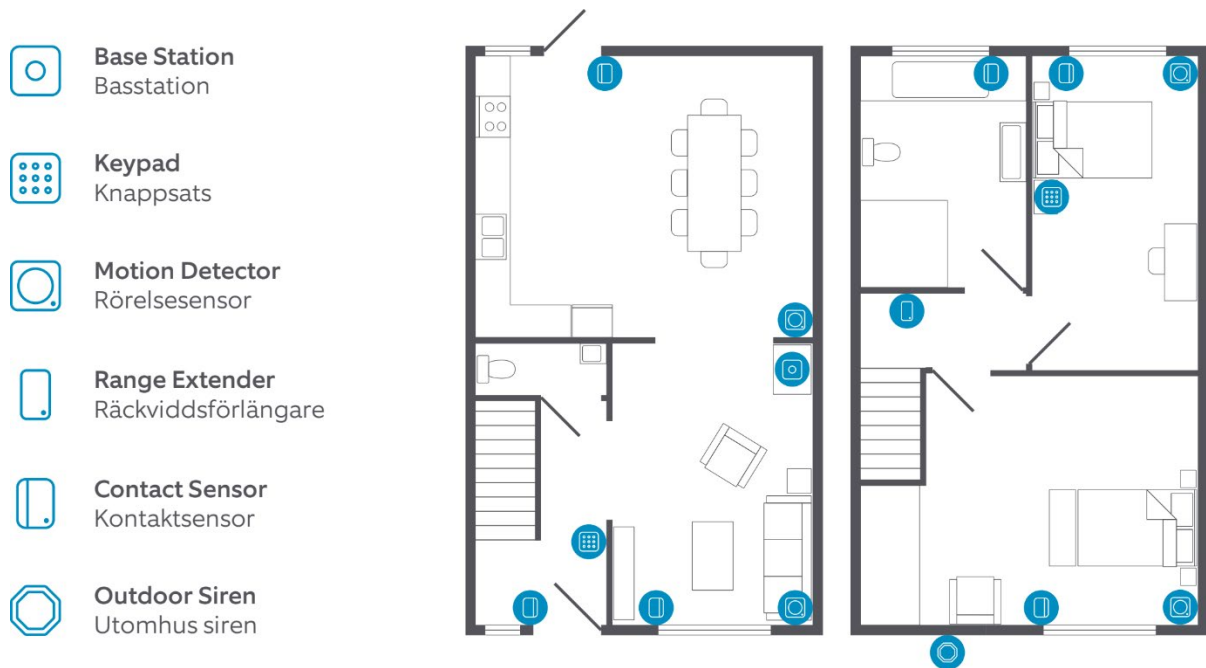 Base Station
Basstation
Keypad
Knappsats
Motion Detector
Rörelsesensor
Range Extender
Räckviddsförlängare
Contact Sensor
Kontaktsensor
Outdoor Siren
Utomhus siren